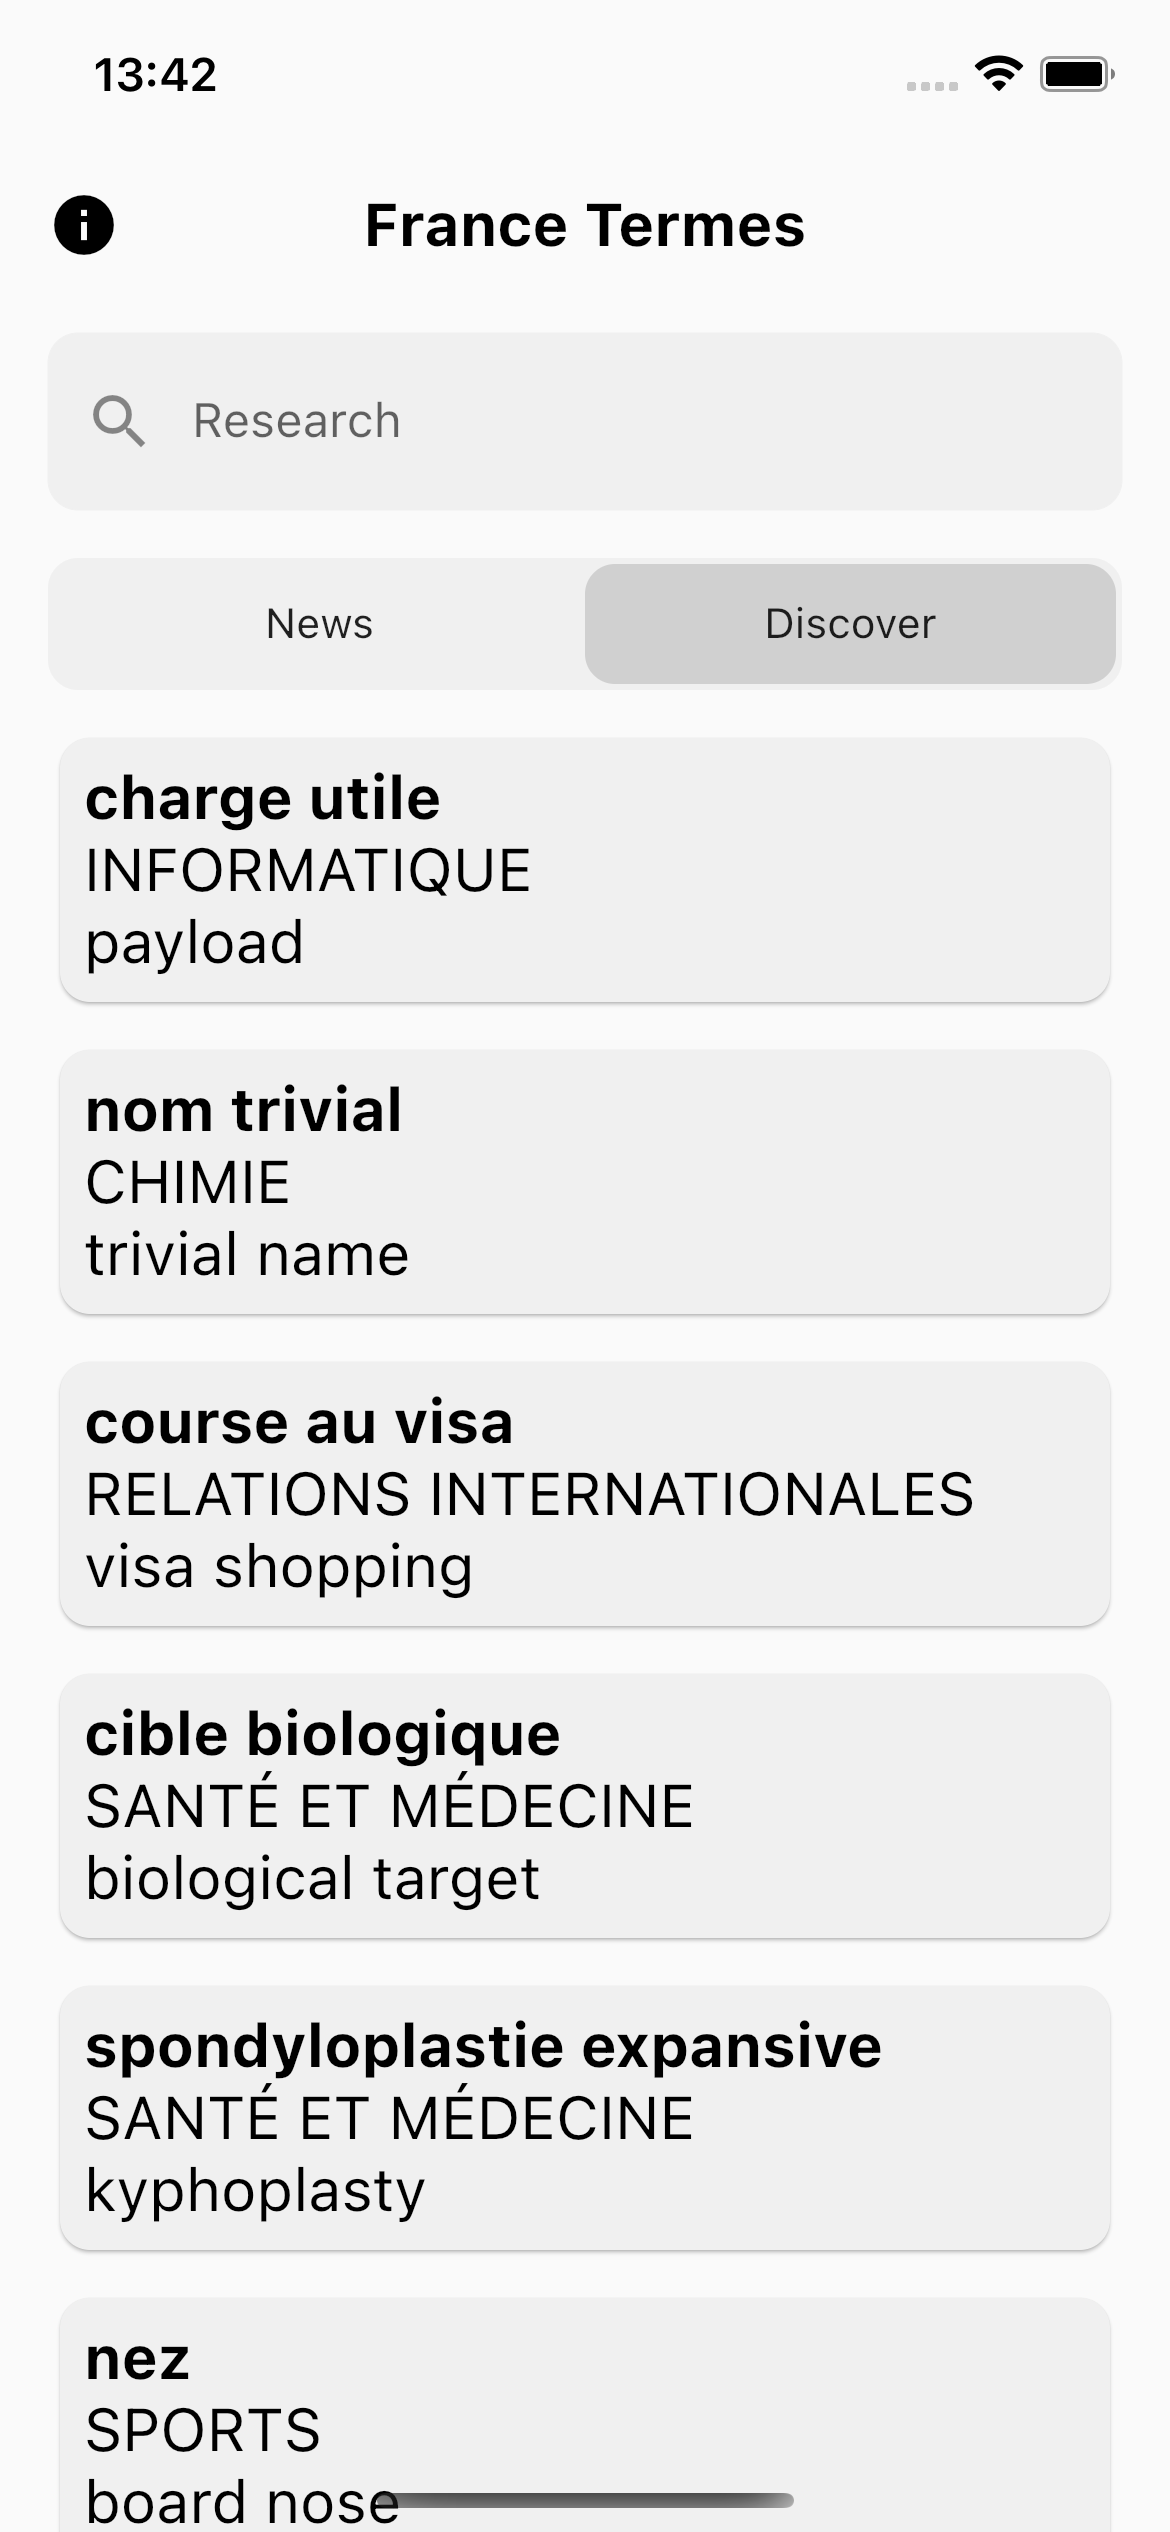 13:42
France Termes
Research
News
Discover
charge utile
INFORMATIQUE
payload
nom trivial
CHIMIE
trivial name
course au visa
RELATIONS INTERNATIONALES
visa shopping
cible biologique
SANTÉ ET MÉDECINE
biological target
spondyloplastie expansive
SANTÉ ET MÉDECINE
kyphoplasty
nez
SPORTS
board nose